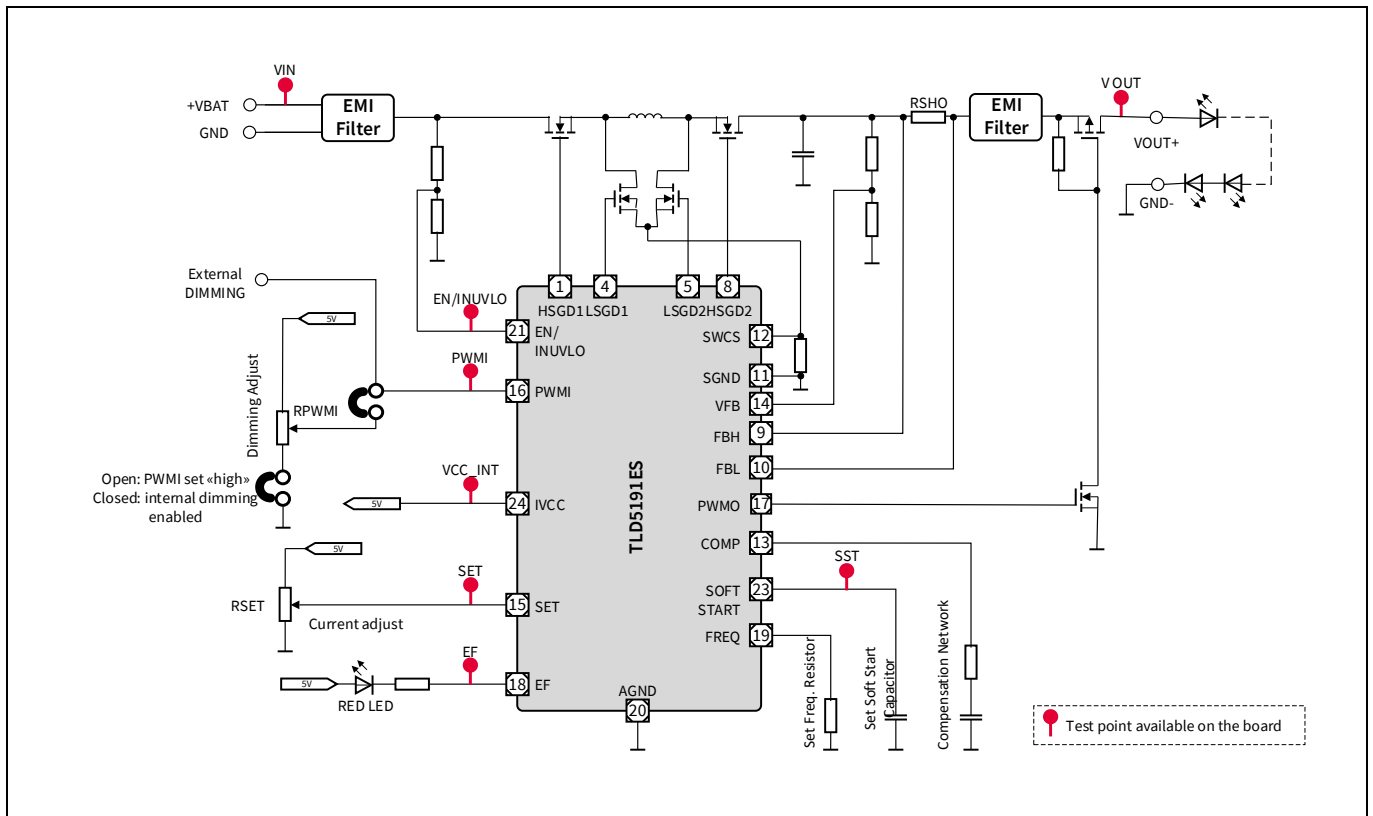 VIN
V OUT
+VBAT
EMI
Filter
GND
RSHO
EMI
Filter
VOUT+
GND-
External
DIMMING
1
4
5
8
HSGD1
LSGD1
LSGD2
HSGD2
EN/INUVLO
21
EN/
INUVLO
5V
SWCS
12
PWMI
16
PWMI
SGND
11
VFB
14
Dimming Adjust
RPWMI
FBH
9
FBL
10
Open: PWMI set «high»
Closed: internal dimming
enabled
VCC_INT
5V
24
IVCC
TLD5191ES
PWMO
17
COMP
13
5V
SST
SET
SOFT
START
23
RSET
15
SET
Current adjust
FREQ
19
EF
5V
18
EF
RED LED
AGND
20
Set Freq. Resistor
Set Soft Start
Capacitor
Compensation Network
Test point available on the board